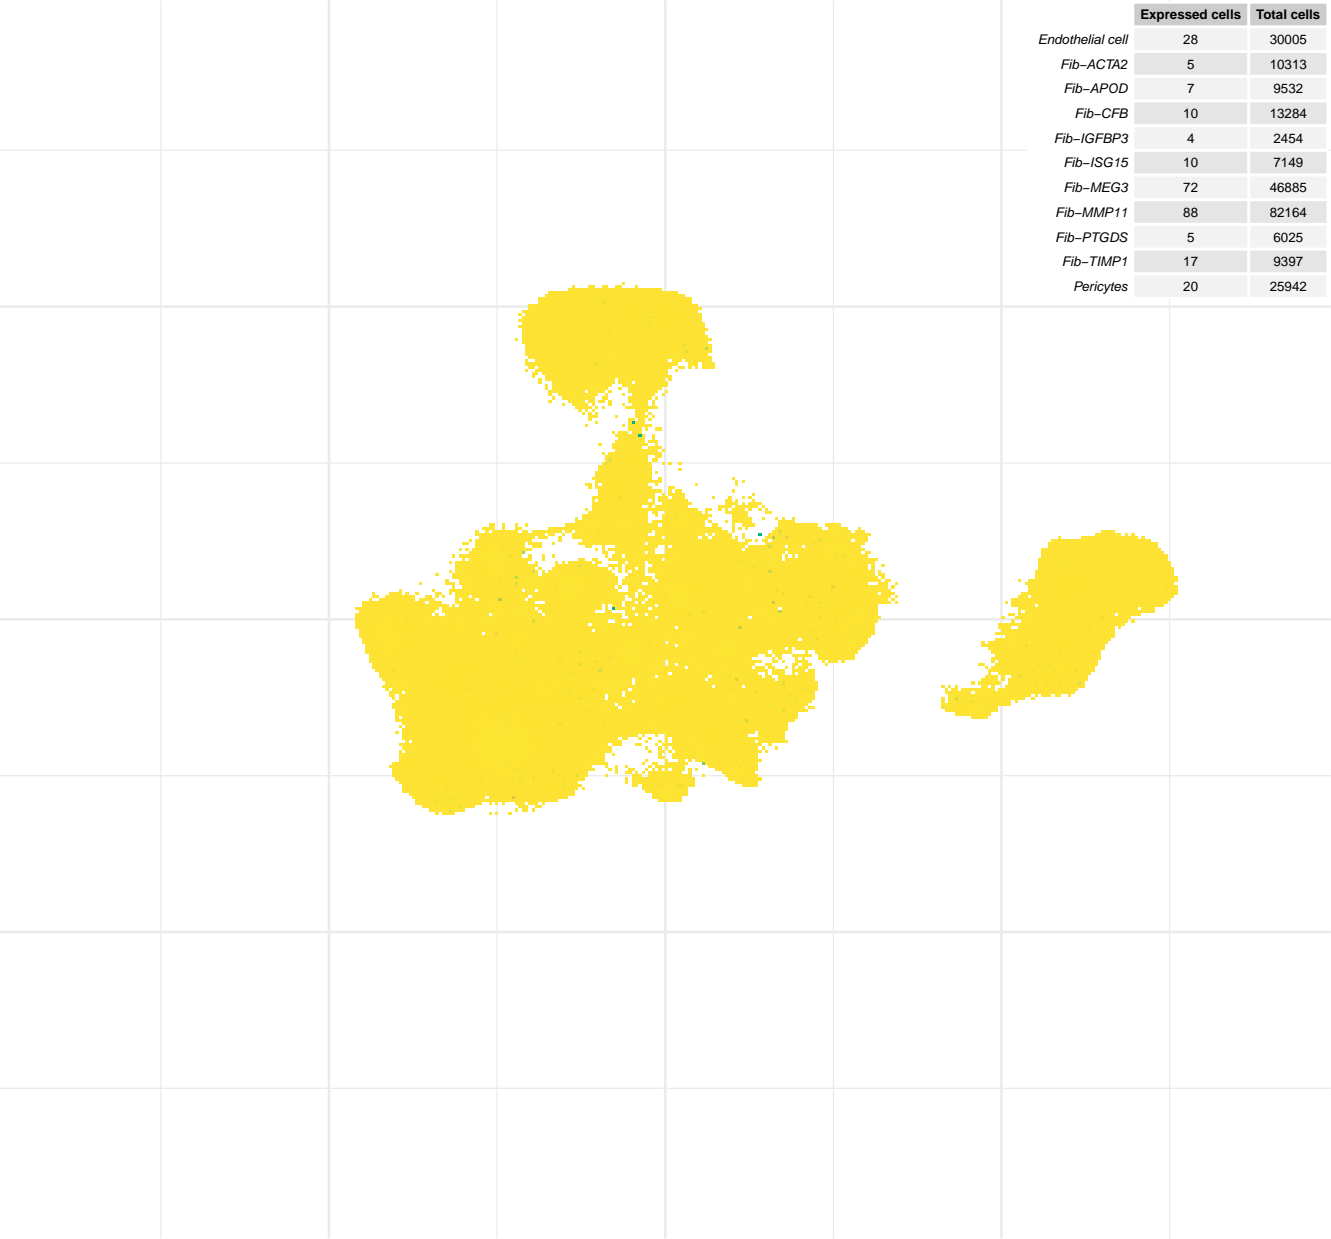 Expressed cells Total cells
Endothelial cell 28 30005
Fib−ACTA2 5 10313
Fib−APOD 7 9532
Fib−CFB 10 13284
Fib−IGFBP3 4 2454
Fib−ISG15 10 7149
Fib−MEG3 72 46885
Fib−MMP11 88 82164
Fib−PTGDS 5 6025
Fib−TIMP1 17 9397
Pericytes 20 25942